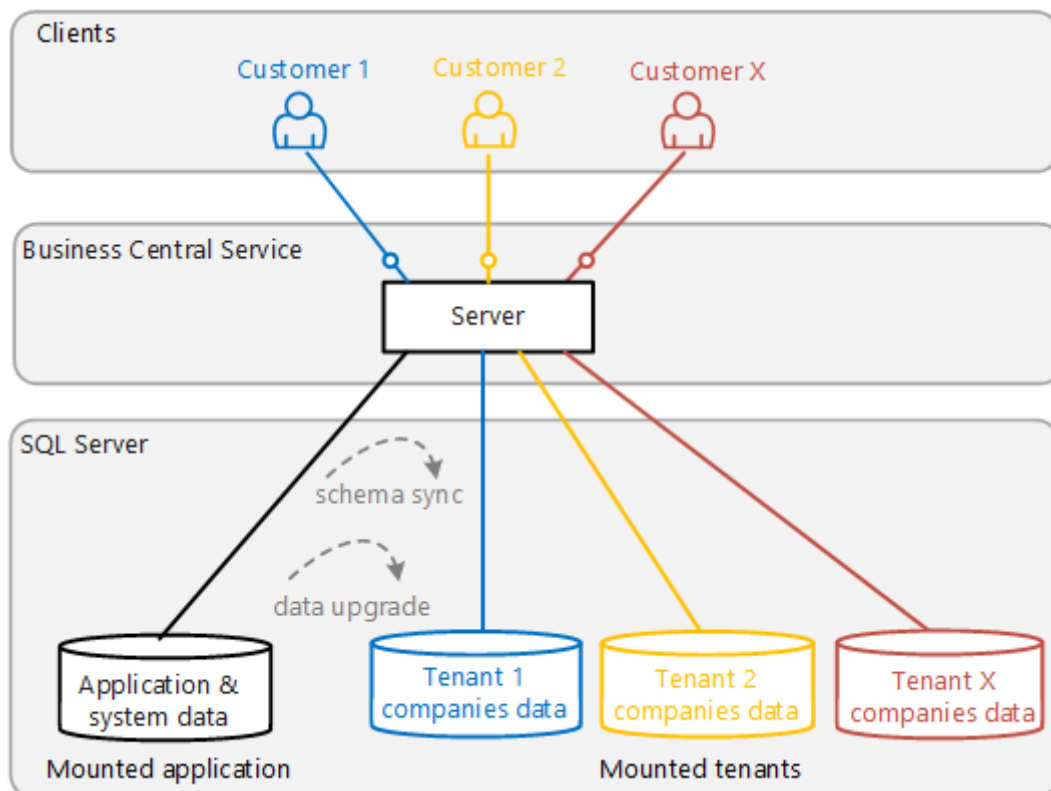 Clients
Customer 1
Customer 2
Customer X
Business Central Service
Server
SQL Server
schema sync
data upgrade
Application &
system data
Tenant 1
companies data
Tenant 2
companies data
Tenant X
companies data
Mounted application
Mounted tenants